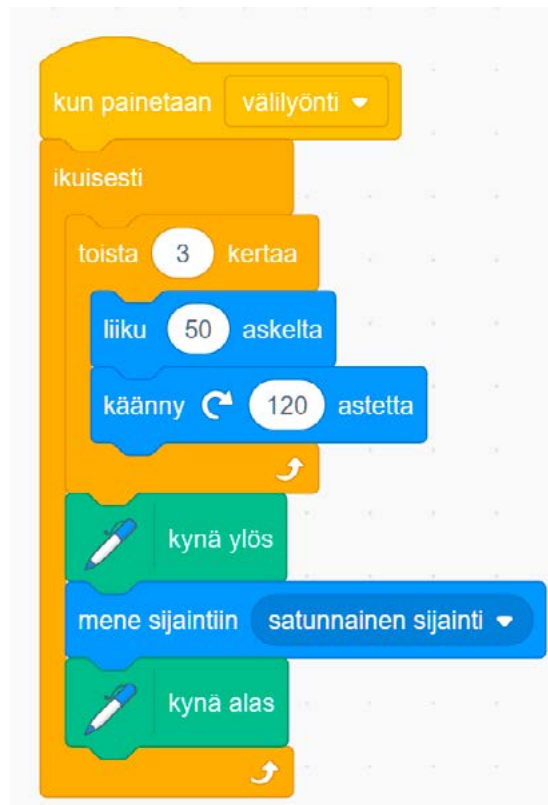 kun painetaan välilyönti
ikuisesti
toista 3 kertaa
liiku 50 askelta
käänny 120 astetta
kynä ylös
mene sijaintiin satunnainen sijainti
kynä alas